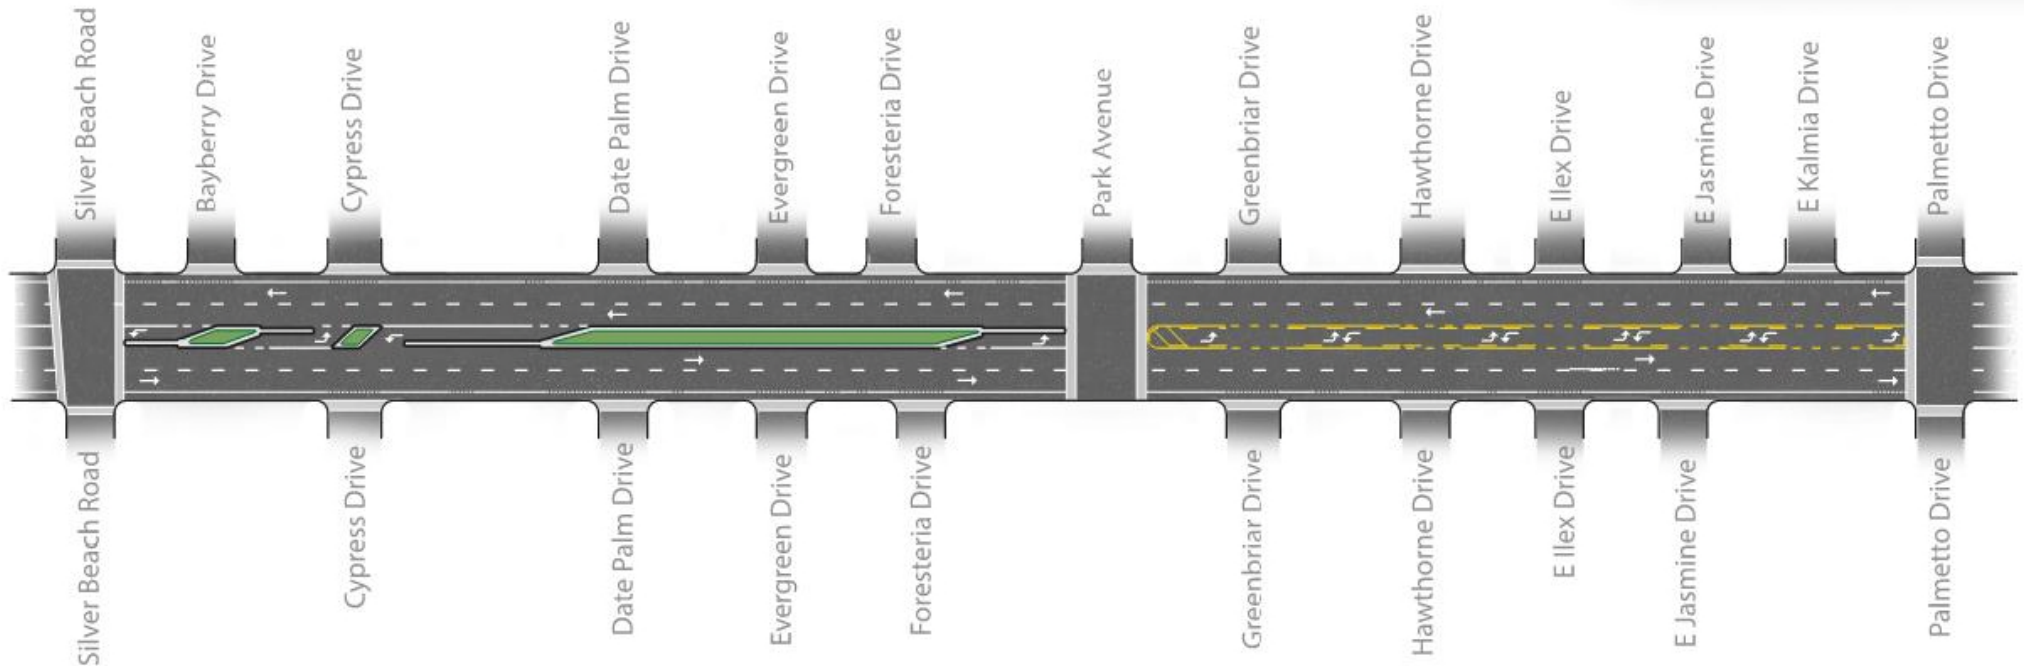 Silver Beach Road
Bayberry Drive
Cypress Drive
Date Palm Drive
Evergreen Drive
Foresteria Drive
Park Avenue
Greenbriar Drive
Hawthorne Drive
E Ilex Drive
E Jasmine Drive
E Kalmia Drive
Palmetto Drive
Silver Beach Road
Cypress Drive
Date Palm Drive
Evergreen Drive
Foresteria Drive
Greenbriar Drive
Hawthorne Drive
E Ilex Drive
E Jasmine Drive
Palmetto Drive